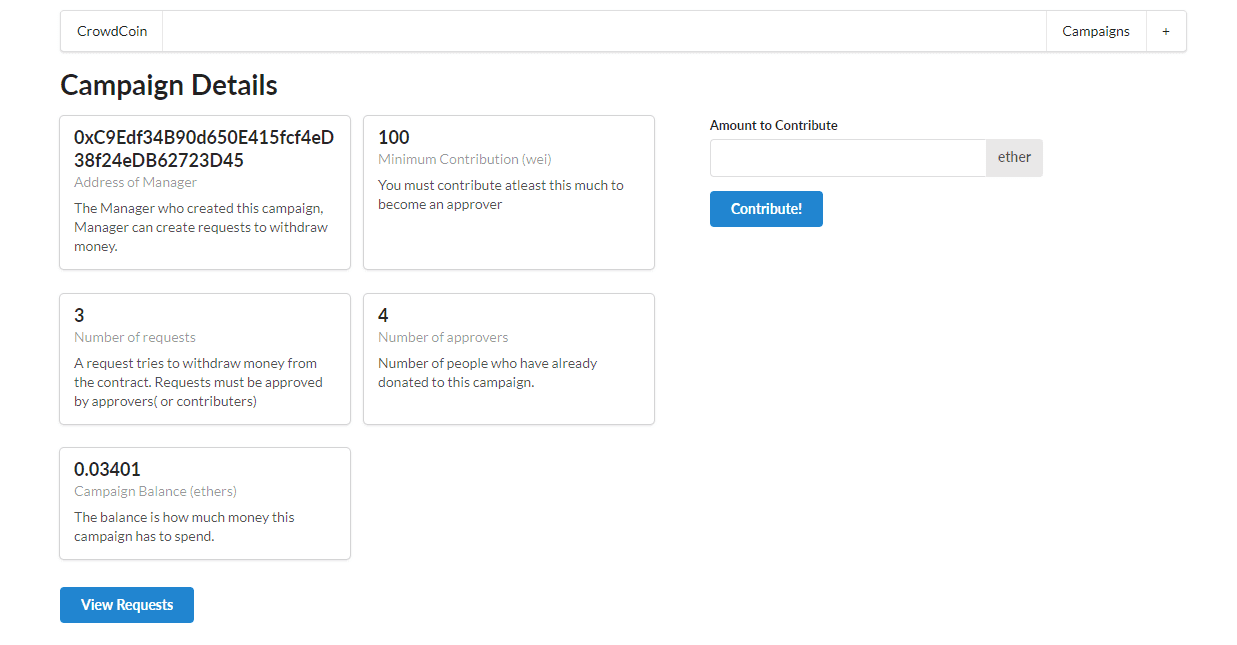 CrowdCoin
Campaigns
+
Campaign Details
0xC9Edf34B90d650E415fcf4eD
38f24eDB62723D45
Address of Manager
The Manager who created this campaign,
Manager can create requests to withdraw
money.
100
Minimum Contribution (wei)
You must contribute atleast this much to
become an approver
3
Number of requests
A request tries to withdraw money from
the contract. Requests must be approved
by approvers( or contributers)
4
Number of approvers
Number of people who have already
donated to this campaign.
0.03401
Campaign Balance (ethers)
The balance is how much money this
campaign has to spend.
View Requests
Amount to Contribute
ether
Contribute!